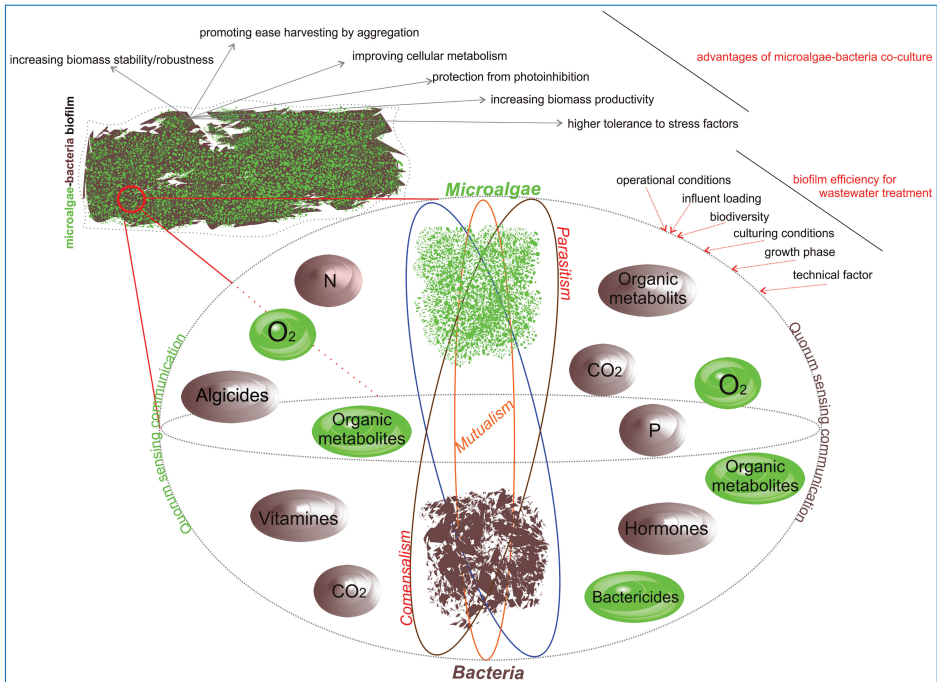 promoting ease harvesting by aggregation
increasing biomass stability/robustness
improving cellular metabolism
protection from photoinhibition
increasing biomass productivity
higher tolerance to stress factors
advantages of microalgae-bacteria co-culture
microalgae-bacteria biofilm
biofilm efficiency for
wastewater treatment
operational conditions
influent loading
biodiversity
culturing conditions
growth phase
technical factor
Microalgae
Parasitism
Mutualism
Comensalism
Bacteria
Quorum sensing communication
Quorum sensing communication
N
O2
Algicides
Organic
metabolites
Vitamines
CO2
Organic
metabolits
CO2
O2
P
Organic
metabolites
Hormones
Bactericides